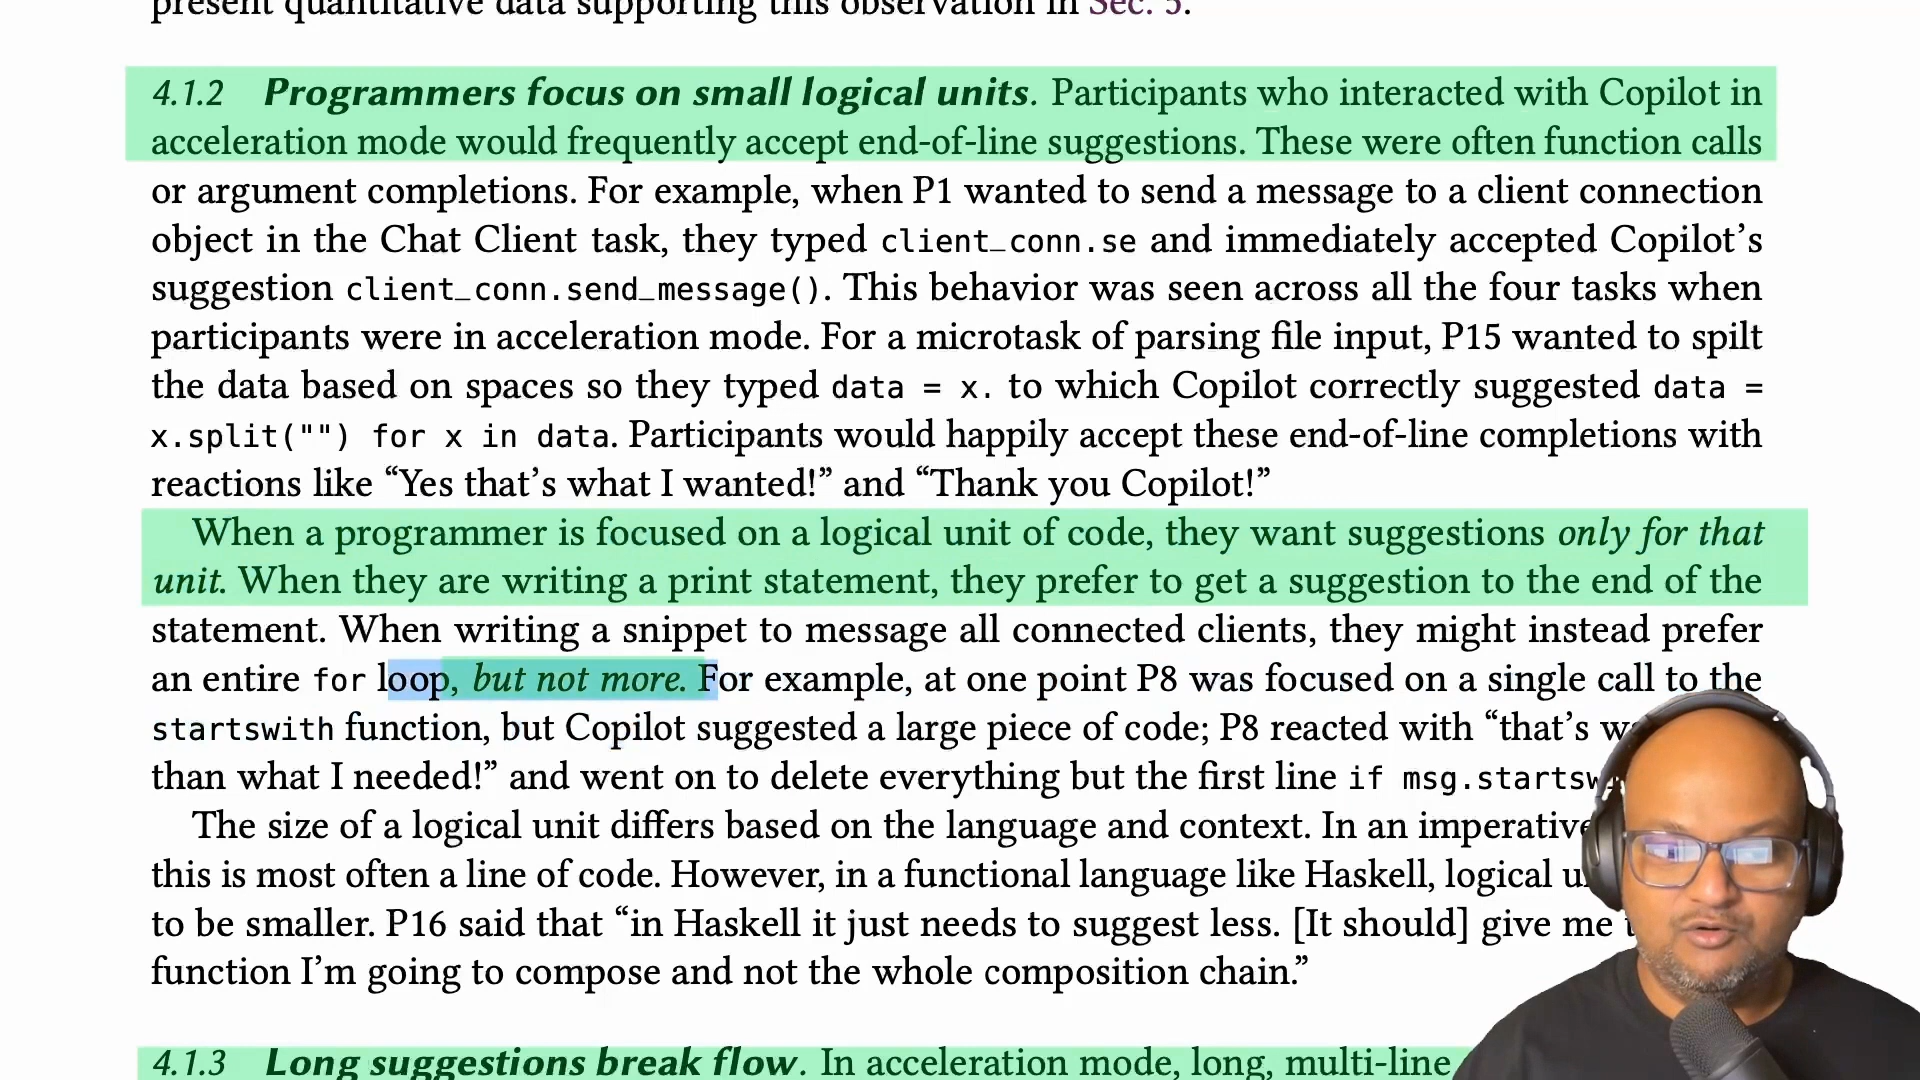 present quantitative data supporting this observation in Sec. 5.
4.1.2 Programmers focus on small logical units. Participants who interacted with Copilot in
acceleration mode would frequently accept end-of-line suggestions. These were often function calls
or argument completions. For example, when P1 wanted to send a message to a client connection
object in the Chat Client task, they typed client_conn.se and immediately accepted Copilot’s
suggestion client_conn.send_message(). This behavior was seen across all the four tasks when
participants were in acceleration mode. For a microtask of parsing file input, P15 wanted to spilt
the data based on spaces so they typed data = x. to which Copilot correctly suggested data =
x.split("") for x in data. Participants would happily accept these end-of-line completions with
reactions like “Yes that’s what I wanted!” and “Thank you Copilot!”
When a programmer is focused on a logical unit of code, they want suggestions only for that
unit. When they are writing a print statement, they prefer to get a suggestion to the end of the
statement. When writing a snippet to message all connected clients, they might instead prefer
an entire for loop, but not more. For example, at one point P8 was focused on a single call to the
startswith function, but Copilot suggested a large piece of code; P8 reacted with “that’s
than what I needed!” and went on to delete everything but the first line if msg.startsw
The size of a logical unit differs based on the language and context. In an imperative
this is most often a line of code. However, in a functional language like Haskell, logical
to be smaller. P16 said that “in Haskell it just needs to suggest less. [It should] give me
function I’m going to compose and not the whole composition chain.”
4.1.3 Long suggestions break flow. In acceleration mode, long, multi-line